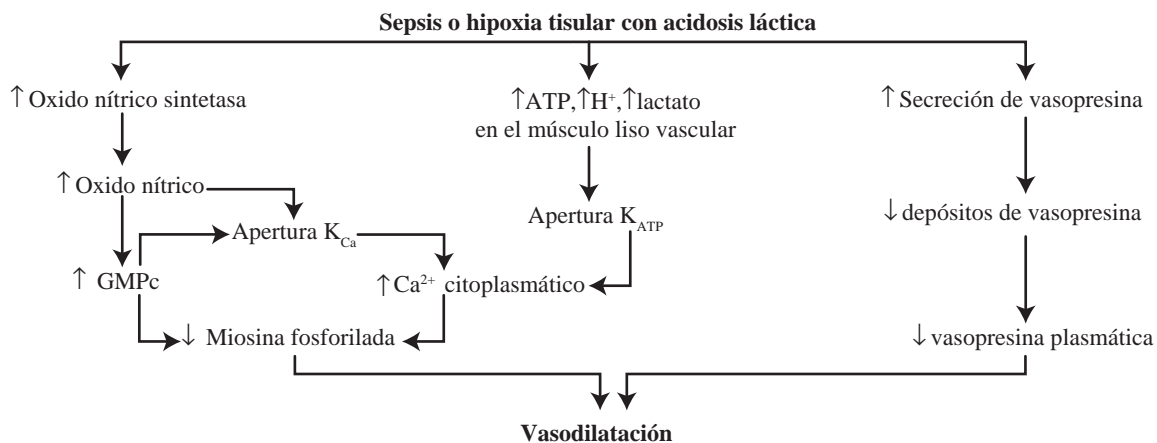 Sepsis o hipoxia tisular con acidosis láctica
↑ Oxido nítrico sintetasa
↑ATP,↑H⁺,↑lactato
en el músculo liso vascular
↑ Secreción de vasopresina
↑ Oxido nítrico
Apertura K_Ca
Apertura K_ATP
↓ depósitos de vasopresina
↑ GMPc
↑Ca²⁺ citoplasmático
↓ Miosina fosforilada
↓ vasopresina plasmática
Vasodilatación